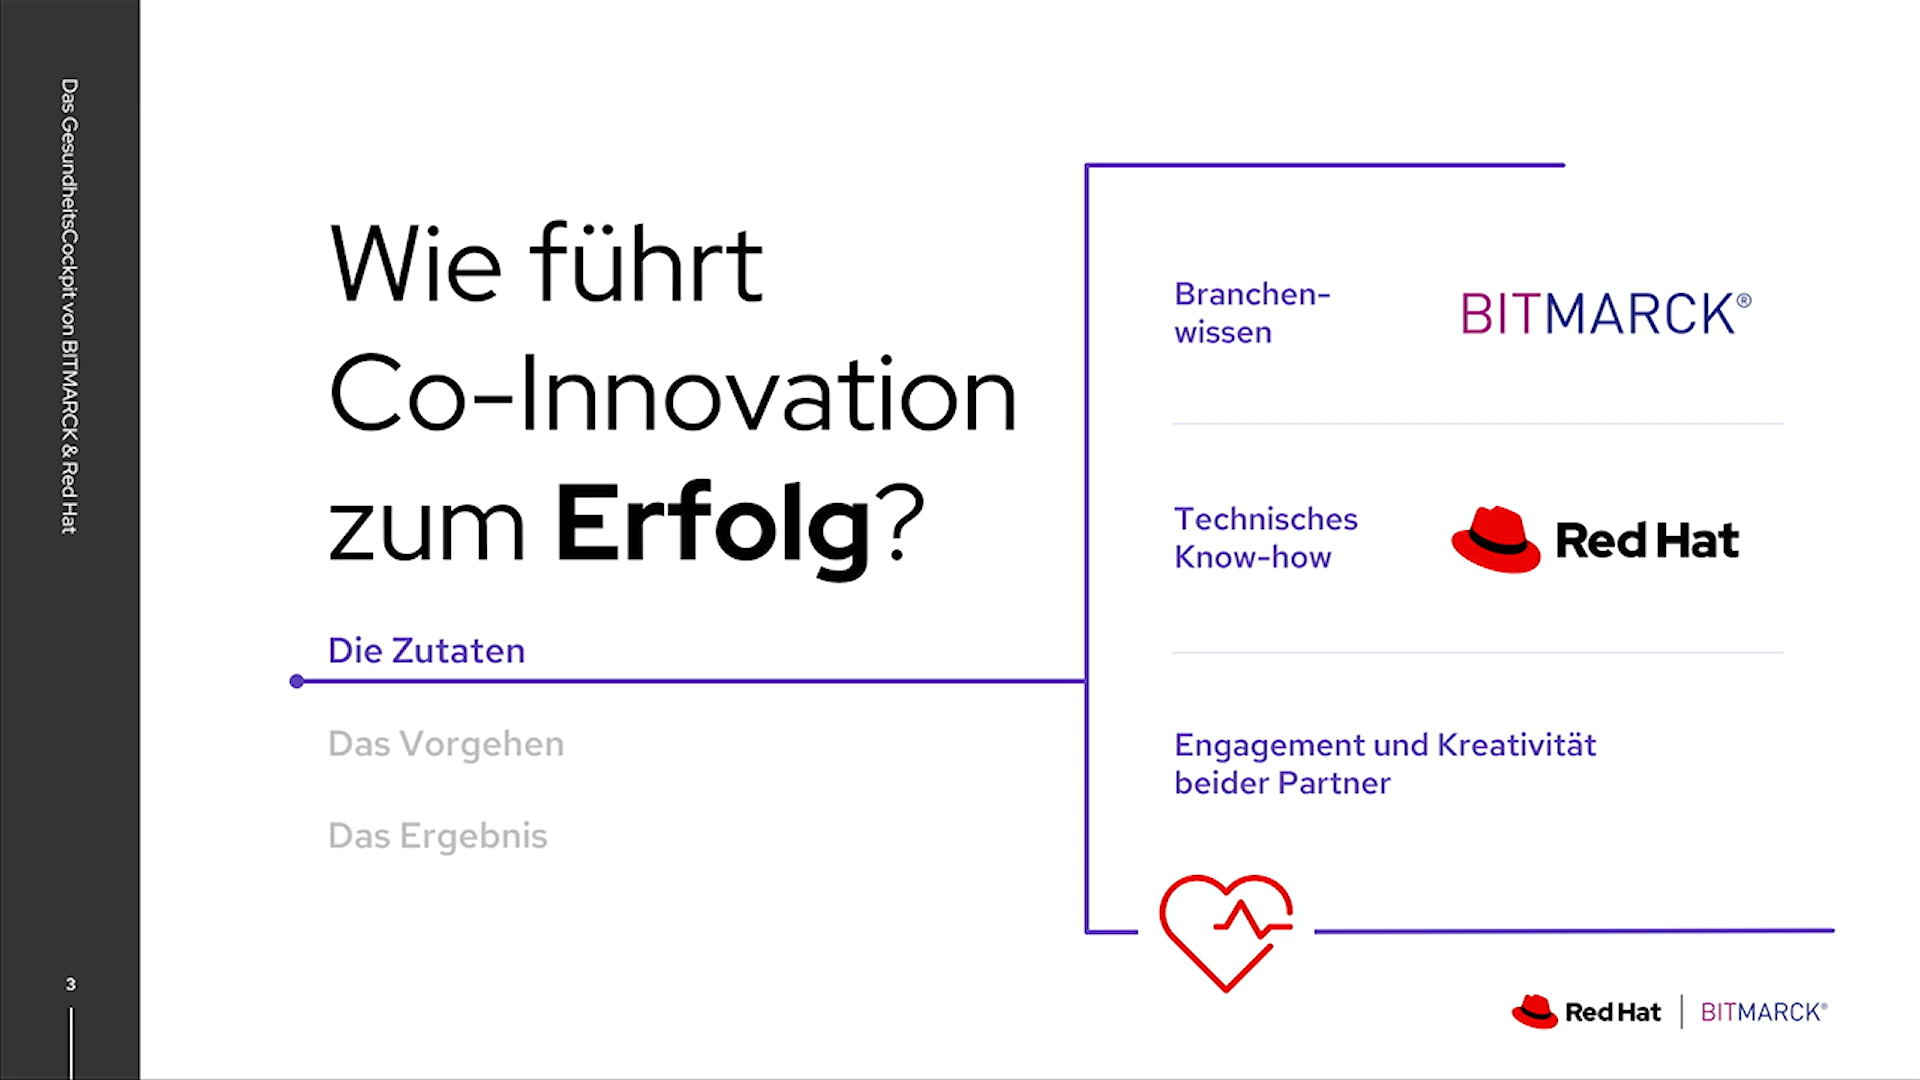 Das GesundheitsCockpit von BITMARCK & Red Hat
Wie führt
Co-Innovation
zum Erfolg?
Die Zutaten
Das Vorgehen
Das Ergebnis
Branchen-
wissen
BITMARCK®
Technisches
Know-how
Red Hat
Engagement und Kreativität
beider Partner
3
Red Hat | BITMARCK®